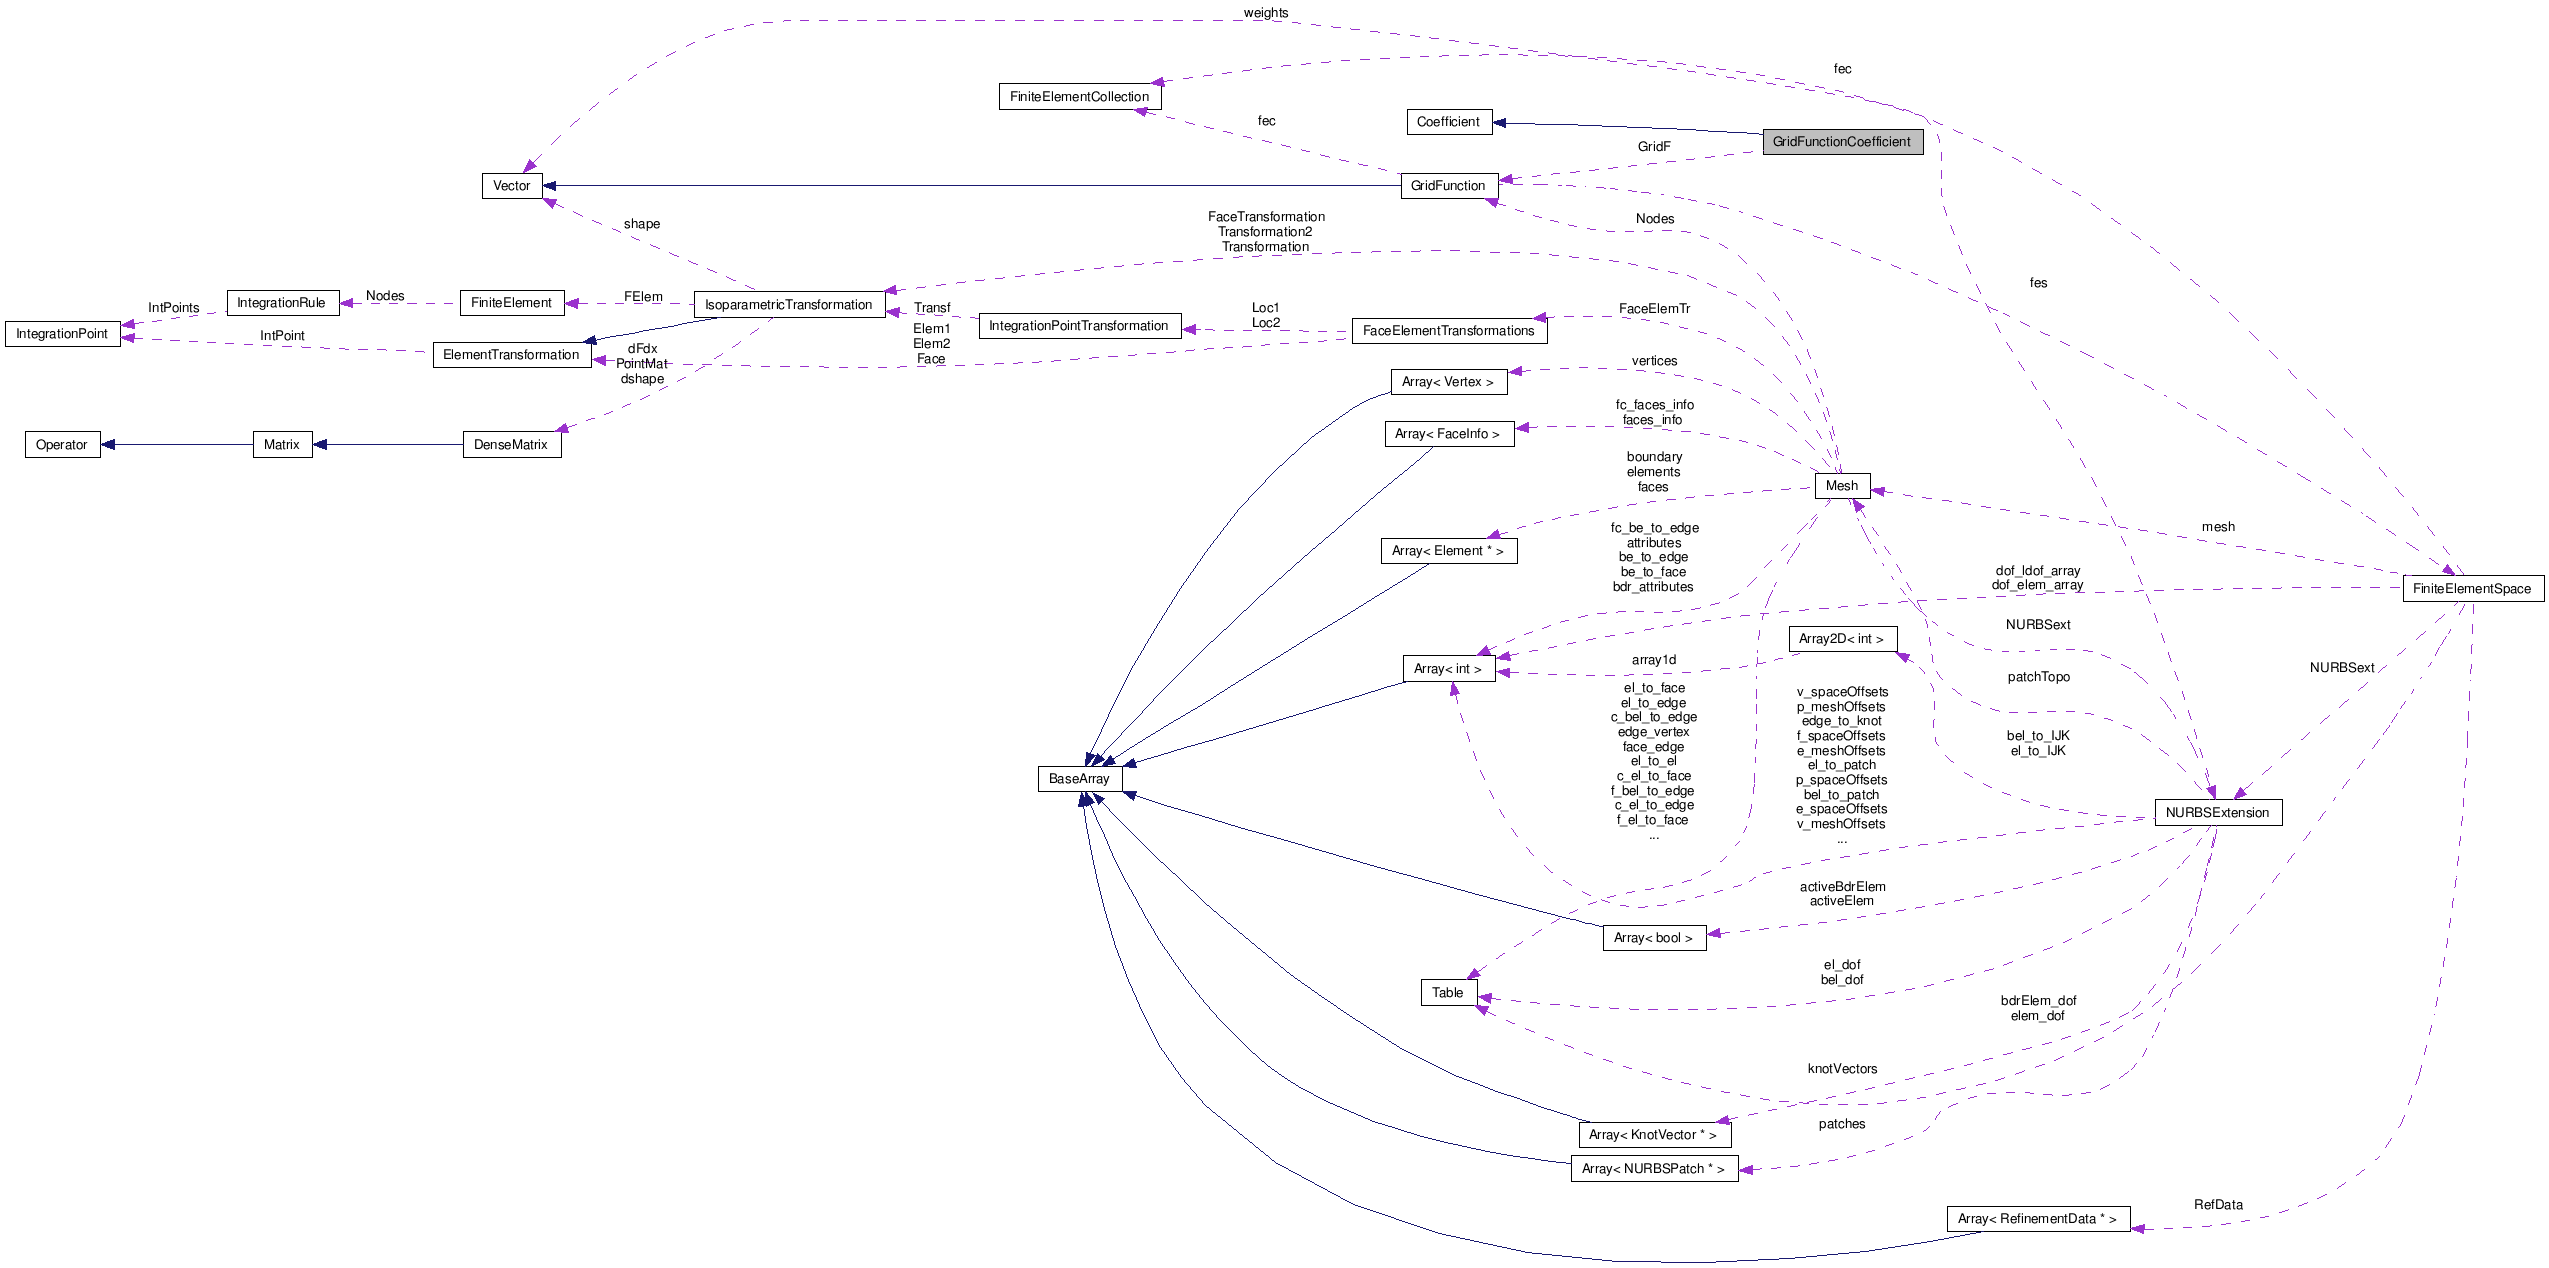 weights
fec
FiniteElementCollection
fec
Coefficient
GridFunctionCoefficient
GridF
Vector
GridFunction
shape
FaceTransformation
Transformation2
Transformation
Nodes
fes
IntPoints
IntegrationRule
Nodes
FiniteElement
FElem
IsoparametricTransformation
Transf
IntegrationPointTransformation
Loc1
Loc2
FaceElementTransformations
FaceElemTr
IntegrationPoint
IntPoint
ElementTransformation
Elem1
Elem2
Face
dFdx
PointMat
dshape
vertices
Array< Vertex >
fc_faces_info
faces_info
Array< FaceInfo >
Operator
Matrix
DenseMatrix
boundary
elements
faces
Mesh
mesh
Array< Element * >
fc_be_to_edge
attributes
be_to_edge
be_to_face
bdr_attributes
dof_ldof_array
dof_elem_array
FiniteElementSpace
Array2D< int >
NURBSext
NURBSext
Array< int >
array1d
patchTopo
el_to_face
el_to_edge
c_bel_to_edge
edge_vertex
face_edge
el_to_el
c_el_to_face
f_bel_to_edge
c_el_to_edge
f_el_to_face
...
v_spaceOffsets
p_meshOffsets
edge_to_knot
f_spaceOffsets
e_meshOffsets
el_to_patch
p_spaceOffsets
bel_to_patch
e_spaceOffsets
v_meshOffsets
...
bel_to_IJK
el_to_IJK
BaseArray
NURBSExtension
activeBdrElem
activeElem
Array< bool >
el_dof
bel_dof
Table
bdrElem_dof
elem_dof
knotVectors
Array< KnotVector * >
patches
Array< NURBSPatch * >
RefData
Array< RefinementData * >